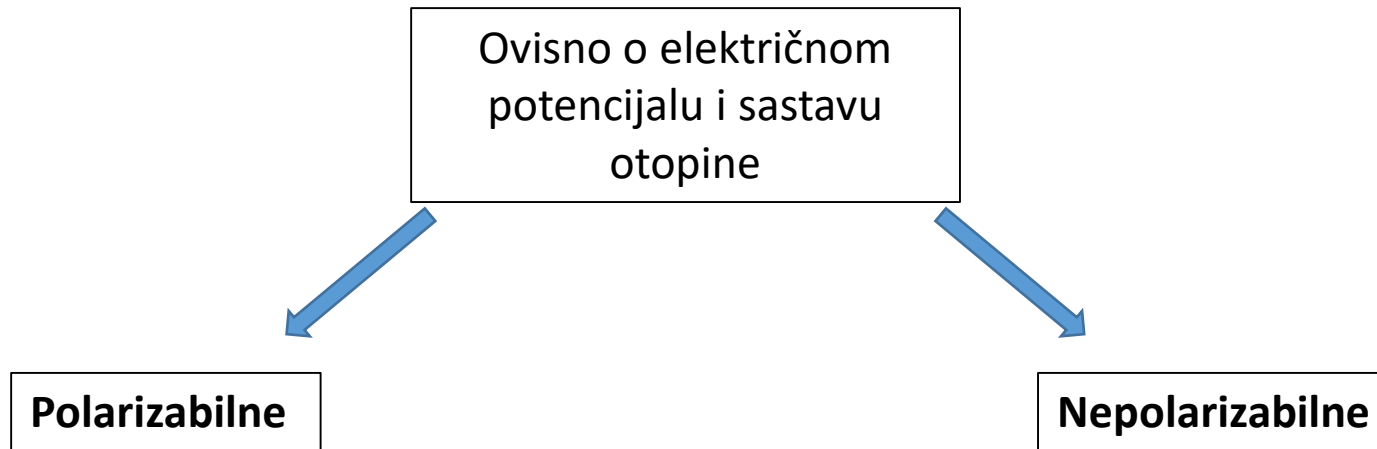 Ovisno o električnom
potencijalu i sastavu
otopine
Polarizabilne
Nepolarizabilne